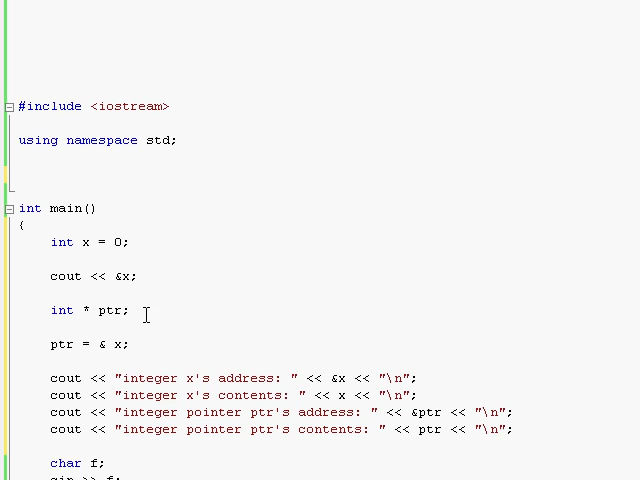 #include <iostream>
using namespace std;
int main()
{
int x = 0;
cout << &x;
int * ptr;
ptr = & x;
cout << "integer x's address: " << &x << "\n";
cout << "integer x's contents: " << x << "\n";
cout << "integer pointer ptr's address: " << &ptr << "\n";
cout << "integer pointer ptr's contents: " << ptr << "\n";
char f;
cin >> f;